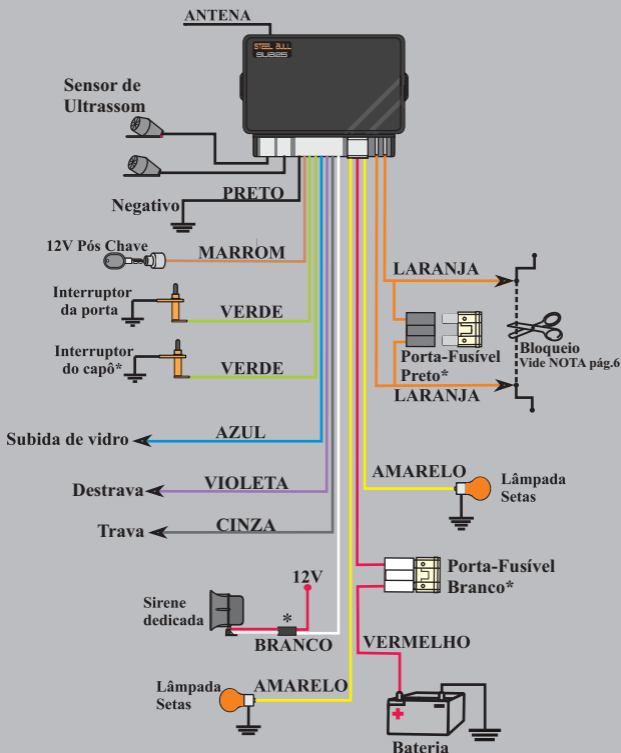 ANTENA
STEEL BULL
SUB25
Sensor de
Ultrassom
PRETO
Negativo
12V Pós Chave
MARROM
LARANJA
Interruptor
da porta
VERDE
Bloqueio
Vide NOTA pág.6
Porta-Fusível
Preto*
Interruptor
do capô*
VERDE
LARANJA
Subida de vidro
AZUL
AMARELO
Lâmpada
Setas
Destrava
VIOLETA
Trava
CINZA
Porta-Fusível
Branco*
12V
Sirene
dedicada
*
BRANCO
VERMELHO
Lâmpada
Setas
AMARELO
+
Bateria